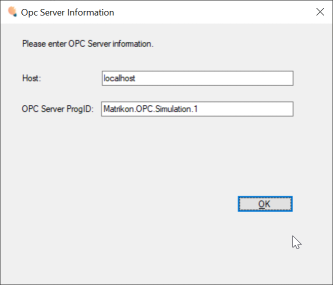 Opc Server Information
Please enter OPC Server information.
Host: localhost
OPC Server ProgID: Matrikon.OPC.Simulation.1
OK